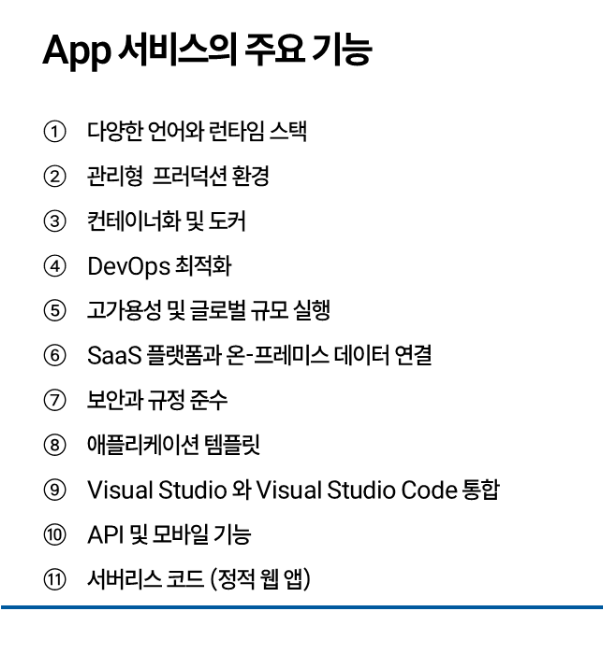 App 서비스의 주요 기능
① 다양한 언어와 런타임 스택
② 관리형 프러덕션 환경
③ 컨테이너화 및 도커
④ DevOps 최적화
⑤ 고가용성 및 글로벌 규모 실행
⑥ SaaS 플랫폼과 온-프레미스 데이터 연결
⑦ 보안과 규정 준수
⑧ 애플리케이션 템플릿
⑨ Visual Studio 와 Visual Studio Code 통합
⑩ API 및 모바일 기능
⑪ 서버리스 코드 (정적 웹 앱)